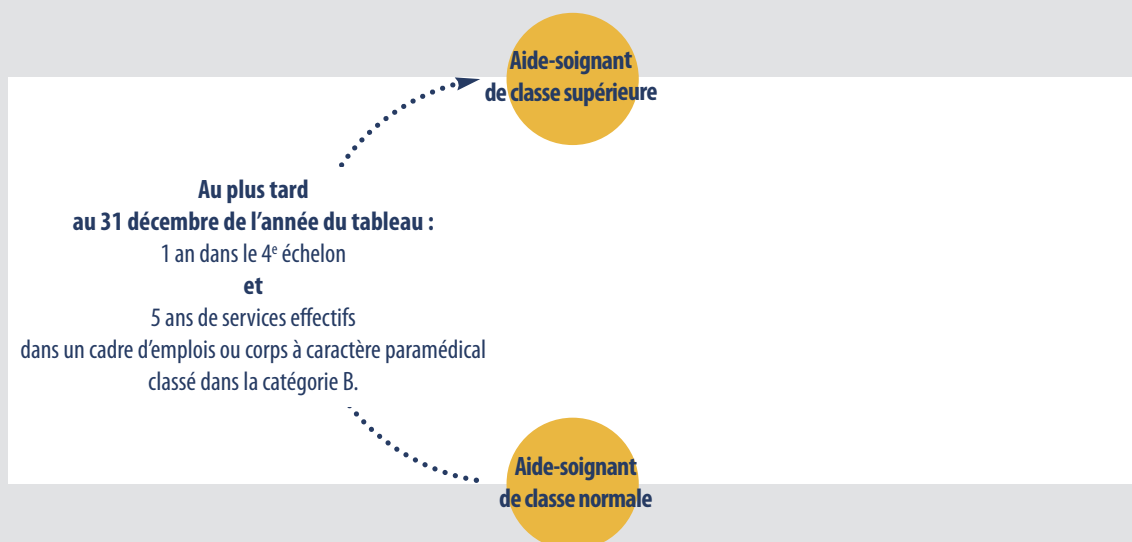 Aide-soignant
de classe supérieure
Au plus tard
au 31 décembre de l’année du tableau :
1 an dans le 4e échelon
et
5 ans de services effectifs
dans un cadre d’emplois ou corps à caractère paramédical
classé dans la catégorie B.
Aide-soignant
de classe normale